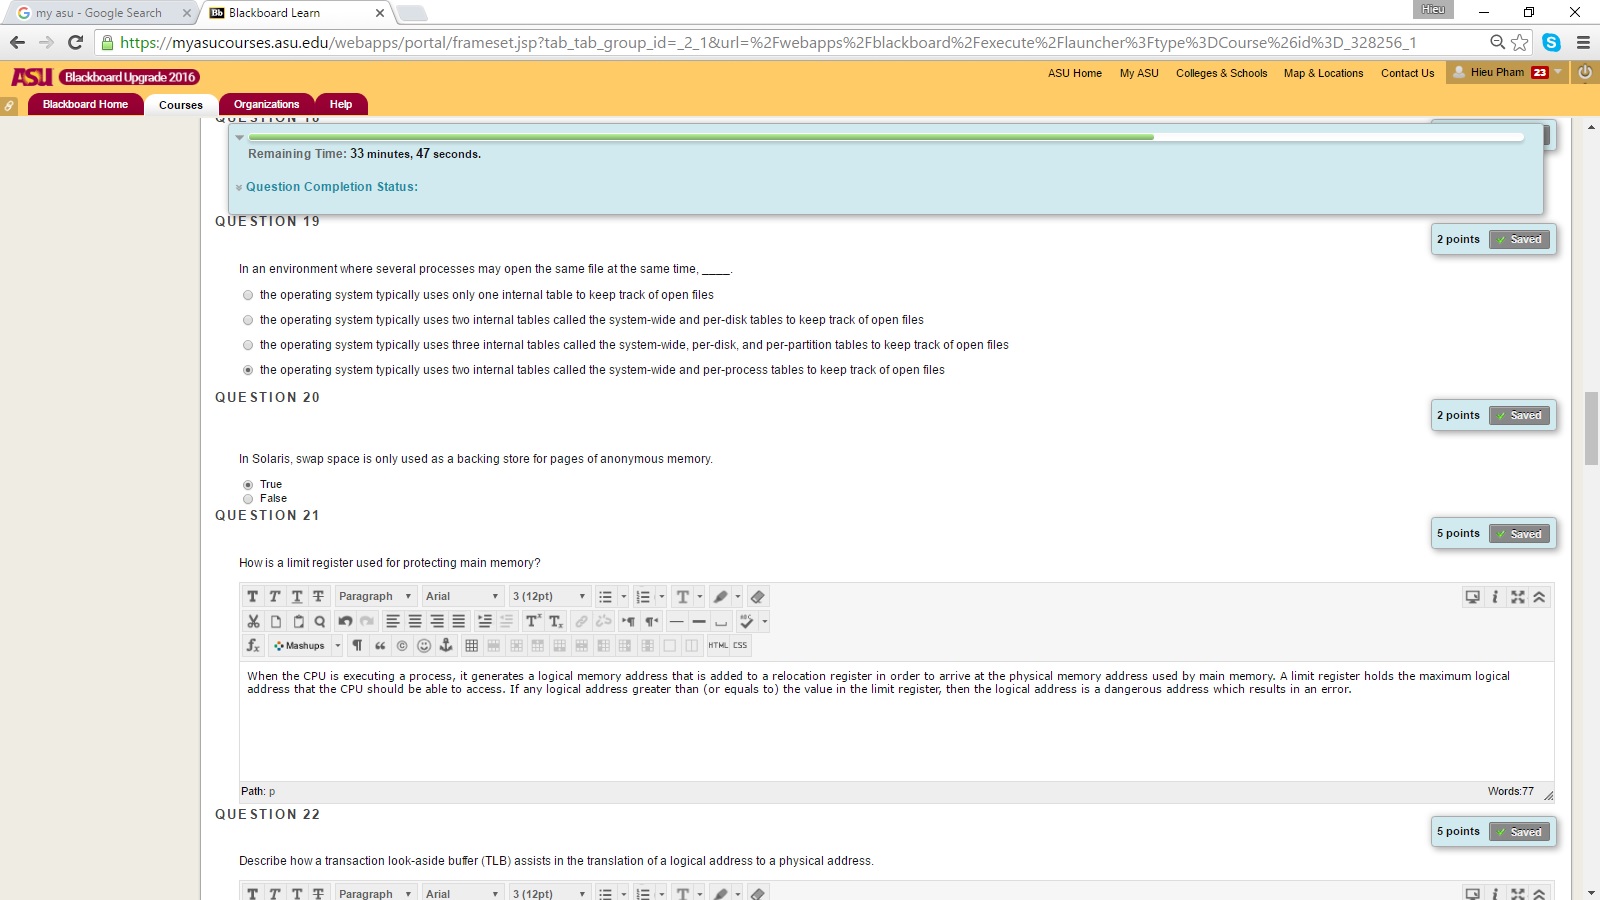 my asu - Google Search
Blackboard Learn
Hieu
https://myasucourses.asu.edu/webapps/portal/frameset.jsp?tab_tab_group_id=_2_1&url=%2Fwebapps%2Fblackboard%2Fexecute%2Flauncher%3Ftype%3DCourse%26id%3D_328256_1
ASU Blackboard Upgrade 2016
ASU Home My ASU Colleges & Schools Map & Locations Contact Us Hieu Pham 23
Blackboard Home Courses Organizations Help
QUESTION 18
Remaining Time: 33 minutes, 47 seconds.
Question Completion Status:
QUESTION 19
2 points Saved
In an environment where several processes may open the same file at the same time, ____.
the operating system typically uses only one internal table to keep track of open files
the operating system typically uses two internal tables called the system-wide and per-disk tables to keep track of open files
the operating system typically uses three internal tables called the system-wide, per-disk, and per-partition tables to keep track of open files
the operating system typically uses two internal tables called the system-wide and per-process tables to keep track of open files
QUESTION 20
2 points Saved
In Solaris, swap space is only used as a backing store for pages of anonymous memory.
True
False
QUESTION 21
5 points Saved
How is a limit register used for protecting main memory?
T T T T Paragraph Arial 3 (12pt) T
ABC
fx Mashups HTML CSS
When the CPU is executing a process, it generates a logical memory address that is added to a relocation register in order to arrive at the physical memory address used by main memory. A limit register holds the maximum logical
address that the CPU should be able to access. If any logical address greater than (or equals to) the value in the limit register, then the logical address is a dangerous address which results in an error.
Path: p Words:77
QUESTION 22
5 points Saved
Describe how a transaction look-aside buffer (TLB) assists in the translation of a logical address to a physical address.
T T T T Paragraph Arial 3 (12pt) T